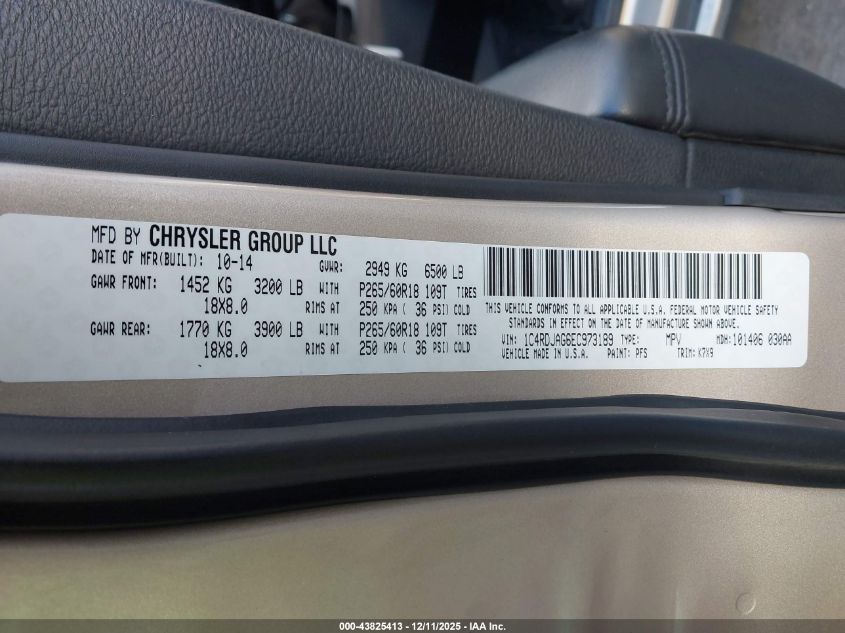 MFD BY CHRYSLER GROUP LLC
DATE OF MFR(BUILT): 10-14 GVWR: 2949 KG 6500 LB
GAWR FRONT: 1452 KG 3200 LB WITH P265/60R18 109T TIRES
18X8.0 RIMS AT 250 KPA ( 36 PSI) COLD
GAWR REAR: 1770 KG 3900 LB WITH P265/60R18 109T TIRES
18X8.0 RIMS AT 250 KPA ( 36 PSI) COLD
THIS VEHICLE CONFORMS TO ALL APPLICABLE U.S.A. FEDERAL MOTOR VEHICLE SAFETY
STANDARDS IN EFFECT ON THE DATE OF MANUFACTURE SHOWN ABOVE.
VIN: 1C4RDJAG6EC973189 TYPE: MPV MDH: 101406 030AA
VEHICLE MADE IN U.S.A. PAINT: PFS TRIM: K7X9
000-43825413 - 12/11/2025 - IAA Inc.